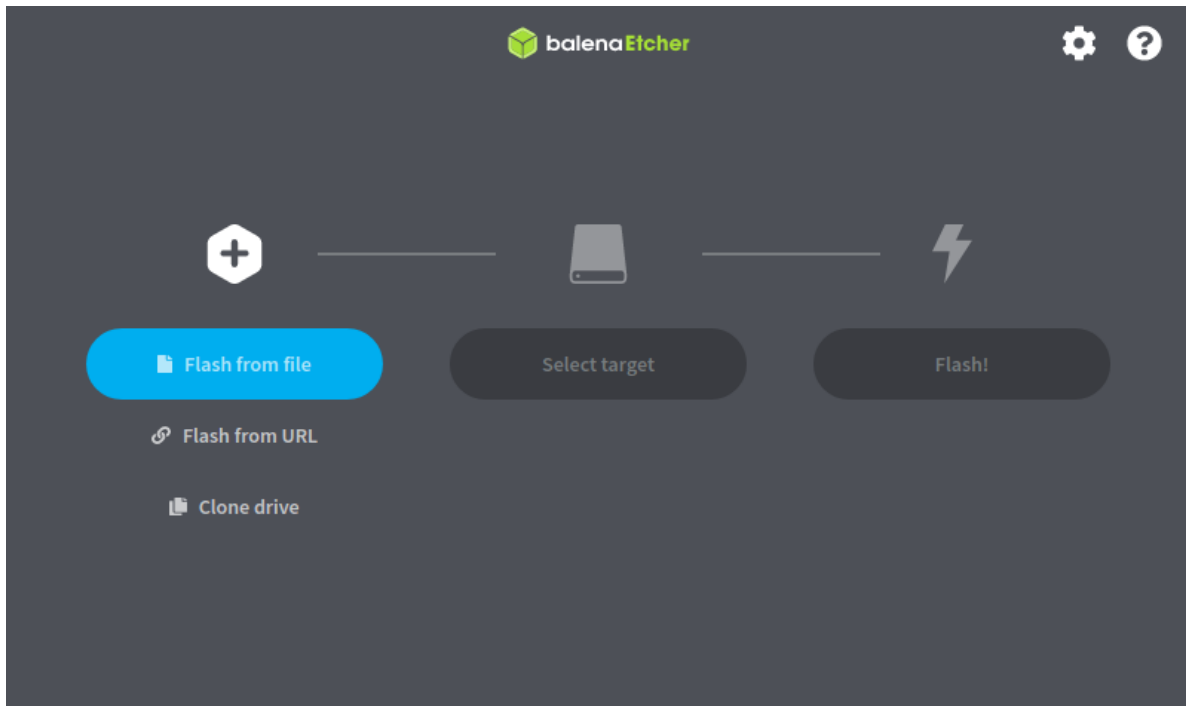 balenaEtcher
Flash from file
Select target
Flash!
Flash from URL
Clone drive